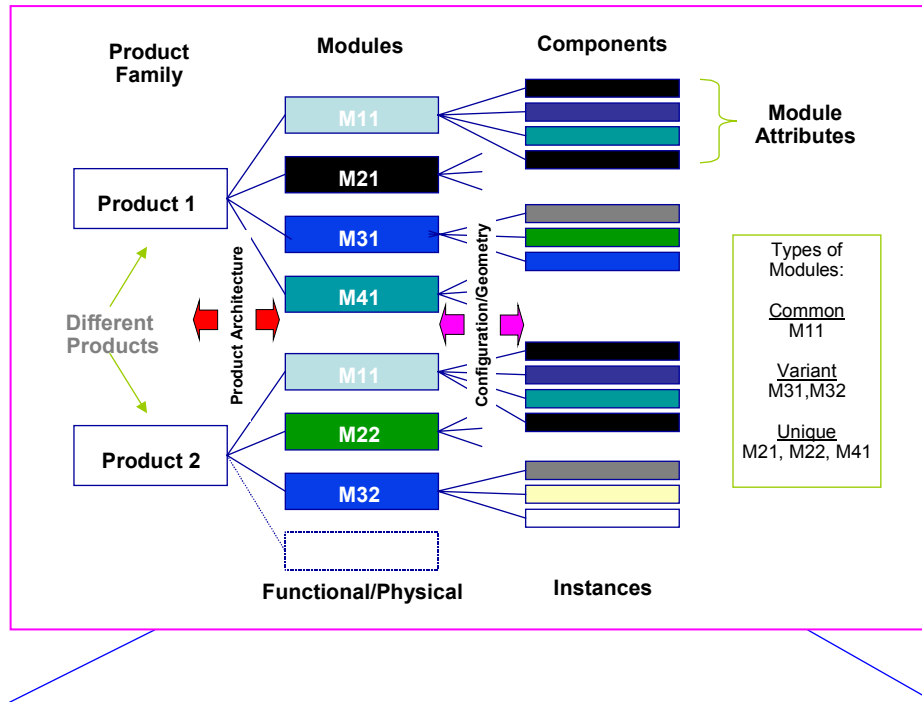 Product
Family
Modules
Components
M11
M21
M31
M41
M11
M22
M32
Product 1
Different
Products
Product 2
Product Architecture
Configuration/Geometry
Module
Attributes
Types of
Modules:
Common
M11
Variant
M31,M32
Unique
M21, M22, M41
Functional/Physical
Instances